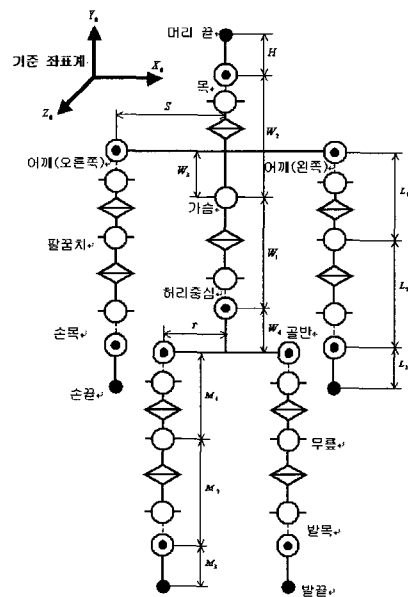 Y₀
머리 끝
H
기준 좌표계
X₀
목
Z₀
S
W₂
어깨(오른쪽)
어깨(왼쪽)
W₃
가슴
L₁
팔꿈치
W₁
L₂
허리중심
손목
r
W₄
골반
L₃
손끝
M₁
무릎
M₂
발목
M₃
발끝